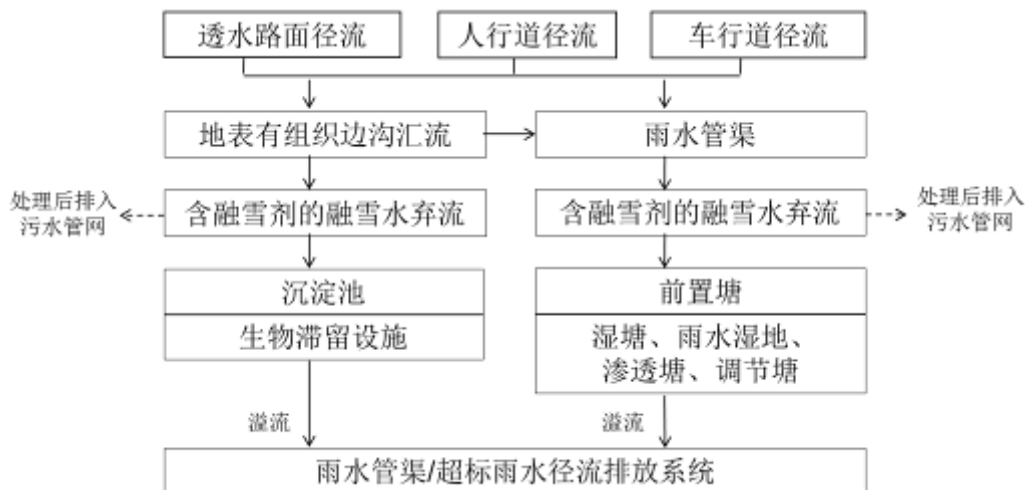 透水路面径流
人行道径流
车行道径流
地表有组织边沟汇流
雨水管渠
处理后排入
污水管网
含融雪剂的融雪水弃流
含融雪剂的融雪水弃流
处理后排入
污水管网
沉淀池
前置塘
生物滞留设施
湿塘、雨水湿地、
渗透塘、调节塘
溢流
溢流
雨水管渠/超标雨水径流排放系统